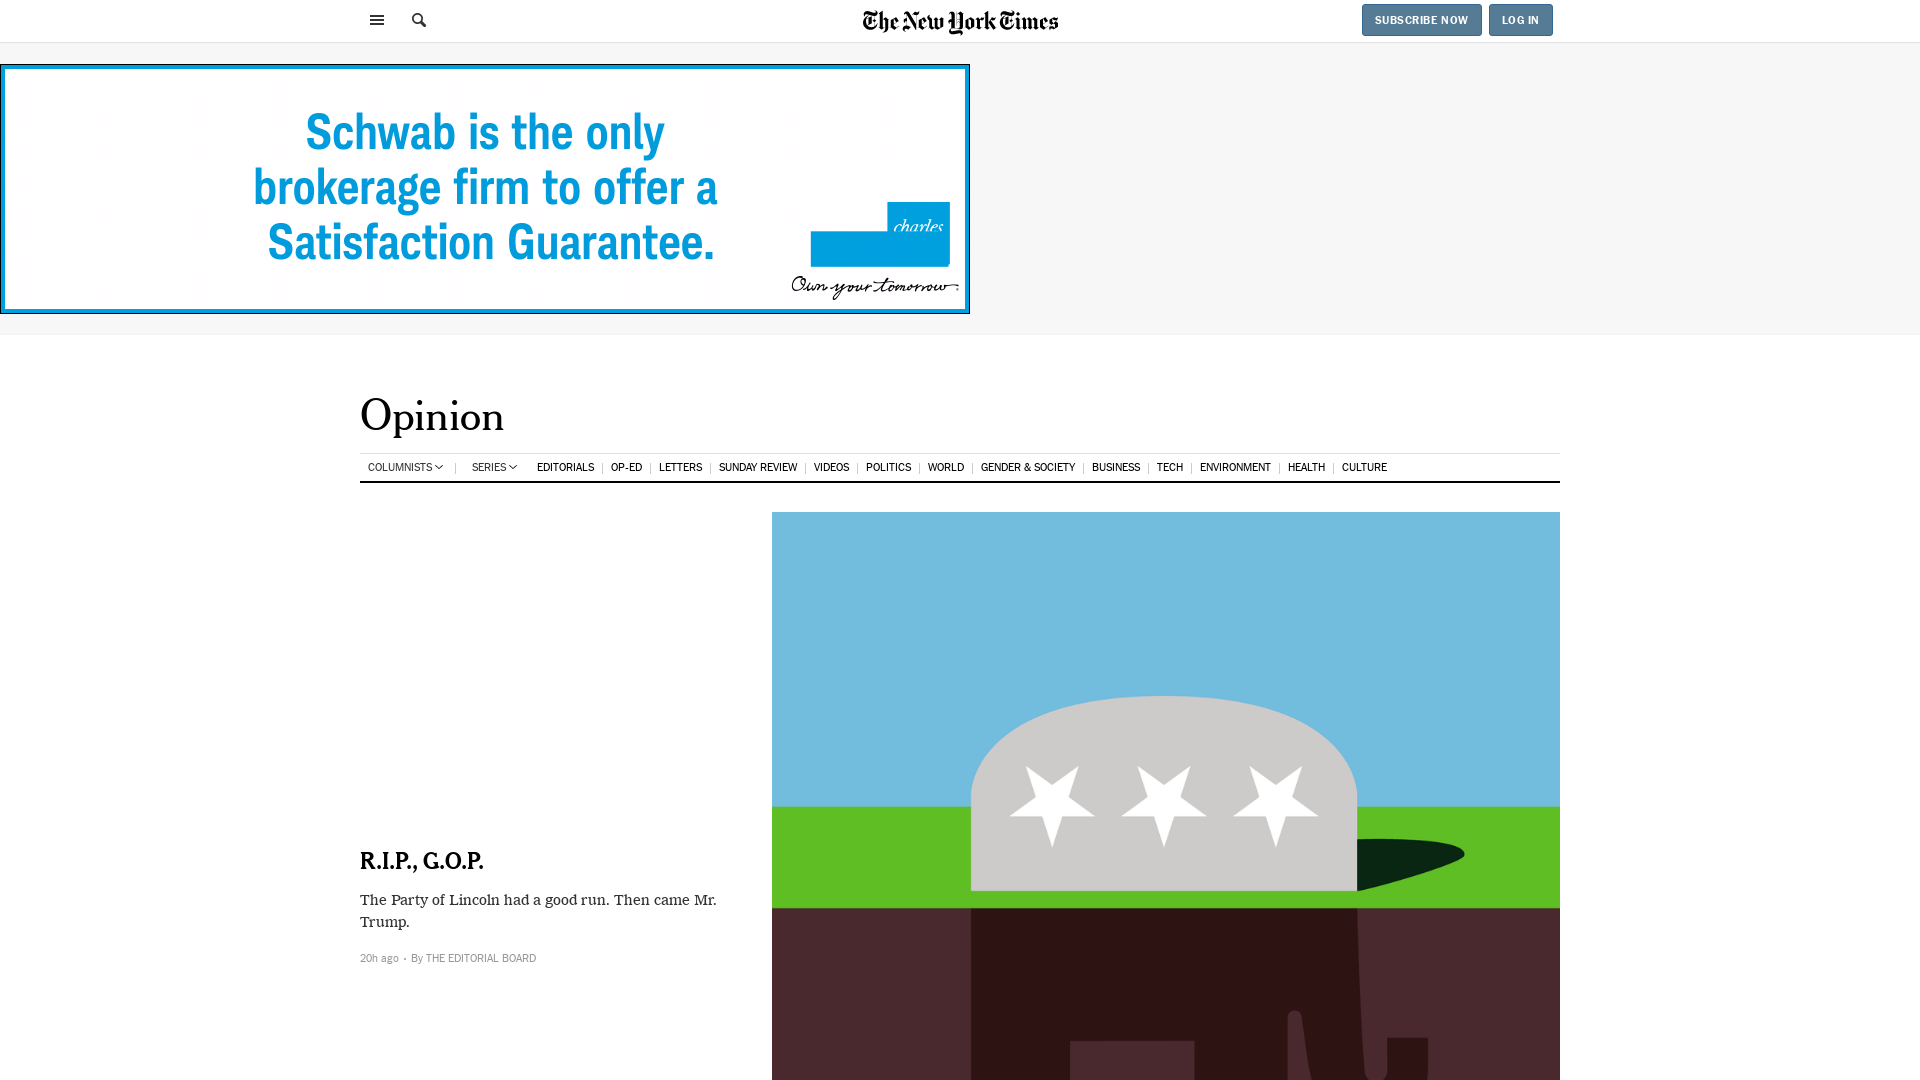 The New York Times
SUBSCRIBE NOW
LOG IN
Schwab is the only
brokerage firm to offer a
Satisfaction Guarantee.
charles
Own your tomorrow.
Opinion
COLUMNISTS SERIES EDITORIALS OP-ED LETTERS SUNDAY REVIEW VIDEOS POLITICS WORLD GENDER & SOCIETY BUSINESS TECH ENVIRONMENT HEALTH CULTURE
R.I.P., G.O.P.
The Party of Lincoln had a good run. Then came Mr.
Trump.
20h ago • By THE EDITORIAL BOARD